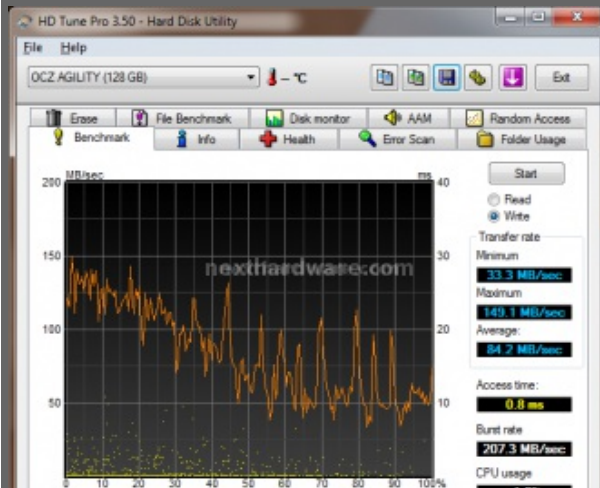 HD Tune Pro 3.50 - Hard Disk Utility
File Help
OCZ AGILITY (128 GB) – °C Exit
Erase File Benchmark Disk monitor AAM Random Access
Benchmark Info Health Error Scan Folder Usage
MB/sec ms
200 40
150 30
100 20
50 10
0 10 20 30 40 50 60 70 80 90 100%
nexthardware.com
Start
Read
Write
Transfer rate
Minimum
33.3 MB/sec
Maximum
149.1 MB/sec
Average:
84.2 MB/sec
Access time:
0.8 ms
Burst rate
207.3 MB/sec
CPU usage